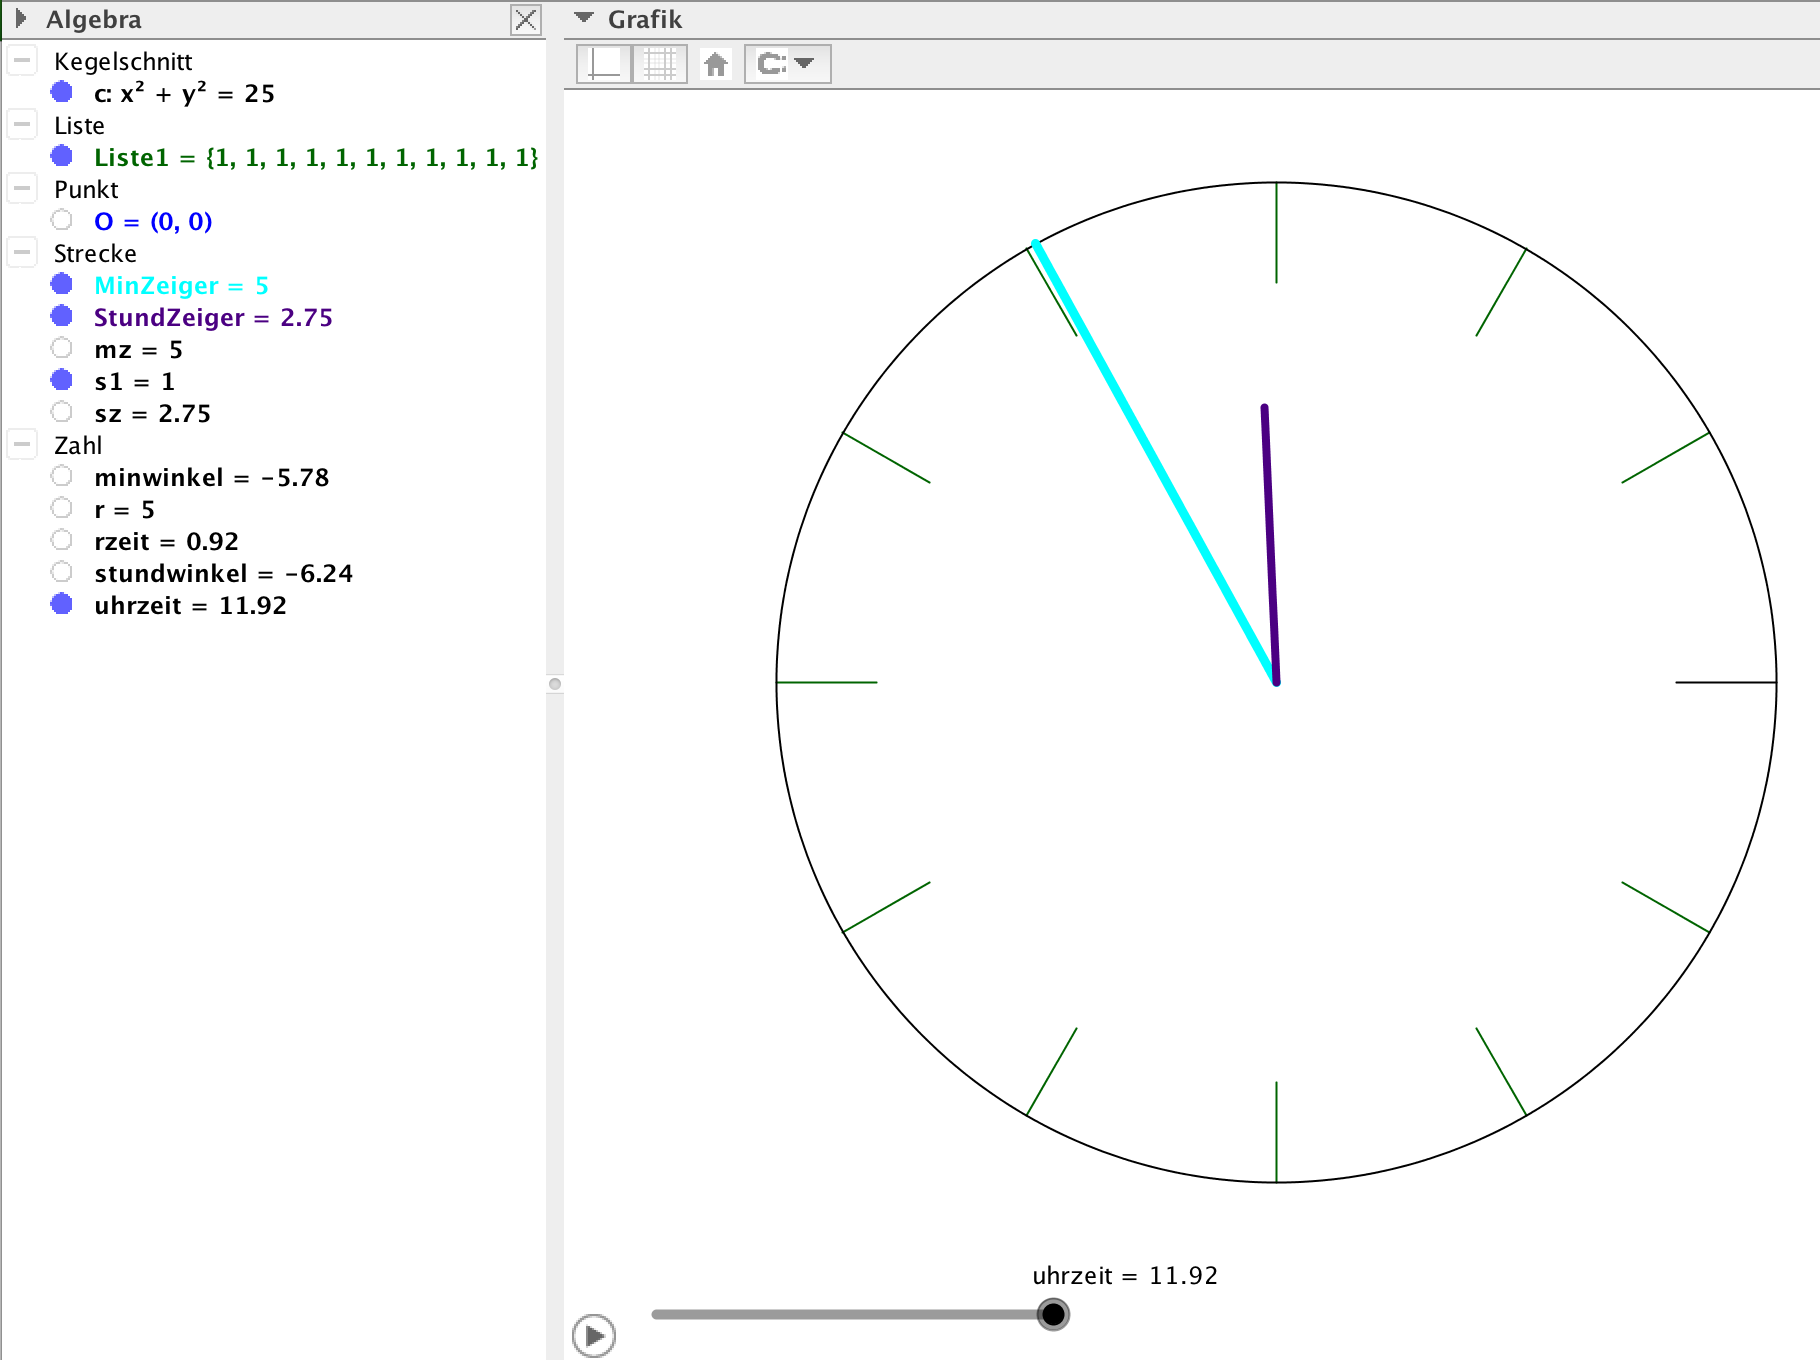 Algebra
Kegelschnitt
c: x² + y² = 25
Liste
Liste1 = {1, 1, 1, 1, 1, 1, 1, 1, 1, 1, 1}
Punkt
O = (0, 0)
Strecke
MinZeiger = 5
StundZeiger = 2.75
mz = 5
s1 = 1
sz = 2.75
Zahl
minwinkel = −5.78
r = 5
rzeit = 0.92
stundwinkel = −6.24
uhrzeit = 11.92
Grafik
uhrzeit = 11.92